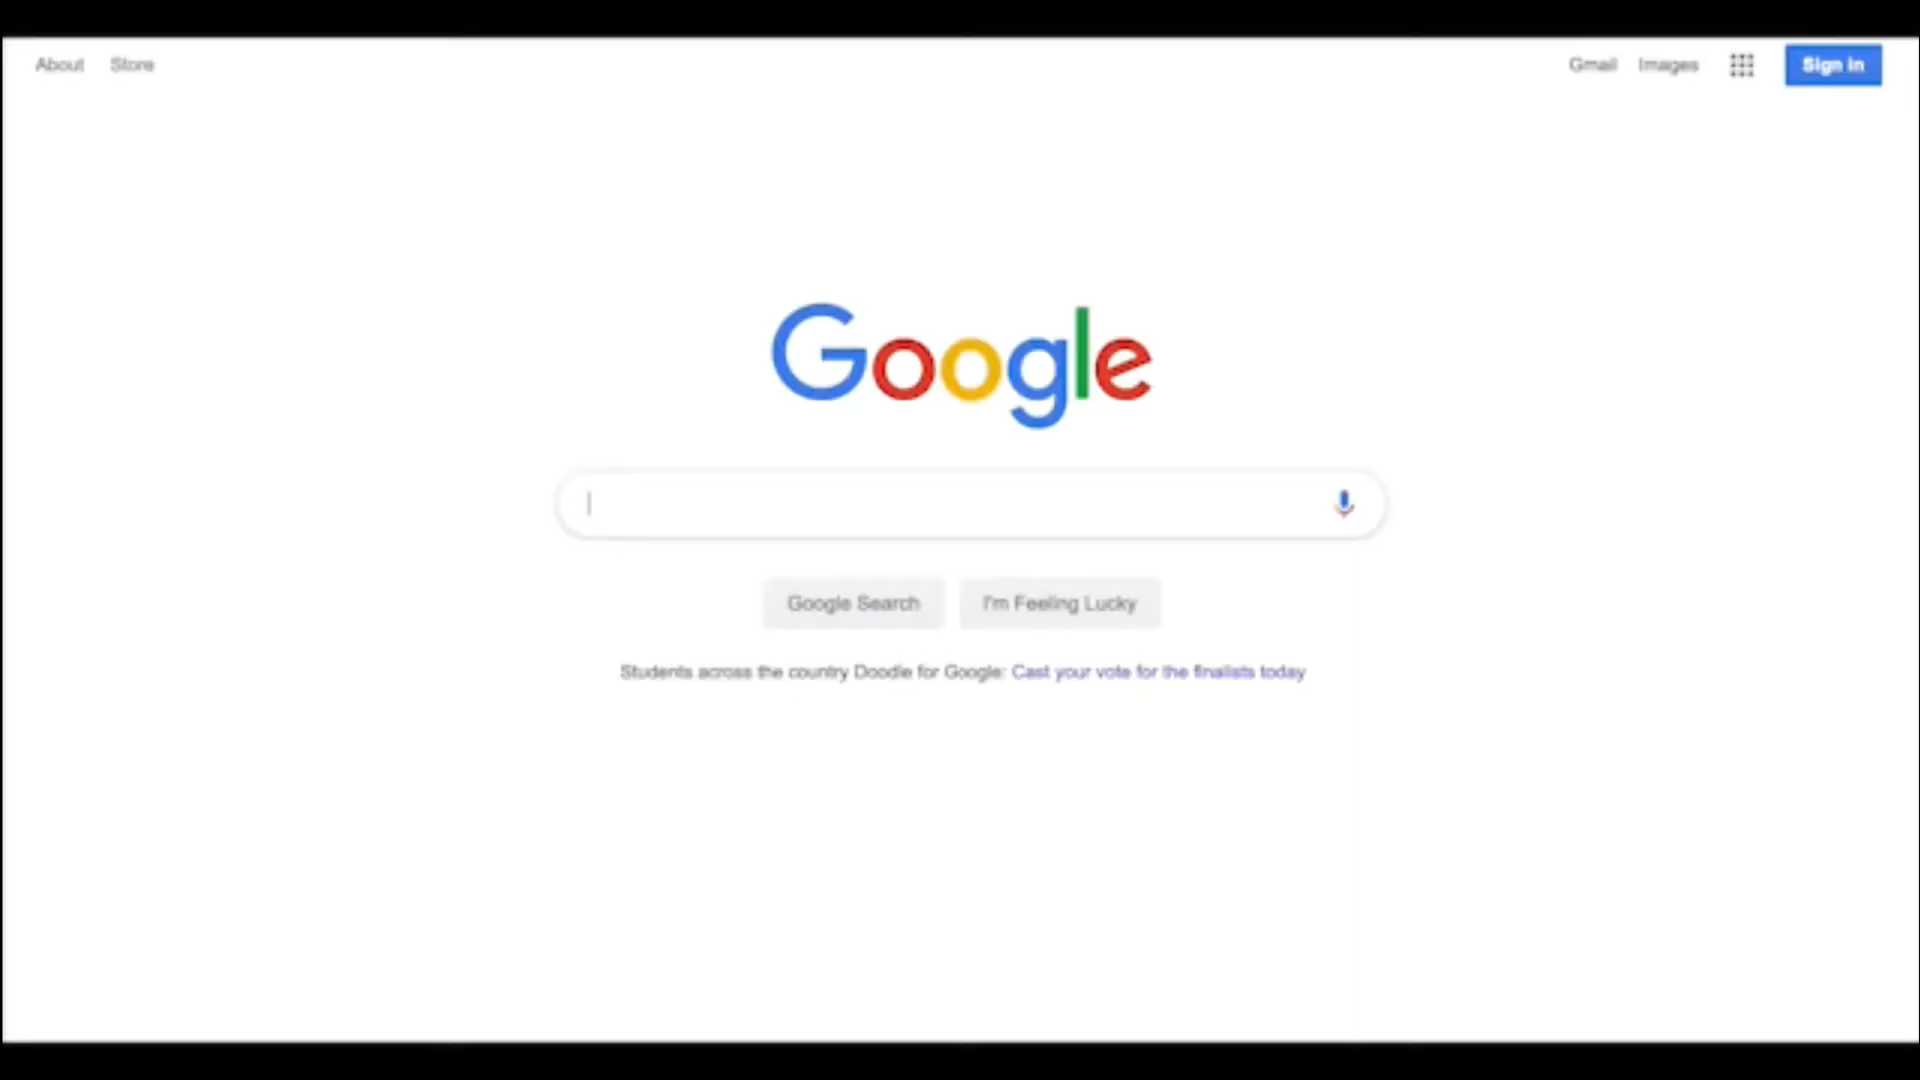 About Store Gmail Images Sign in
Google
Google Search I'm Feeling Lucky
Students across the country Doodle for Google: Cast your vote for the finalists today